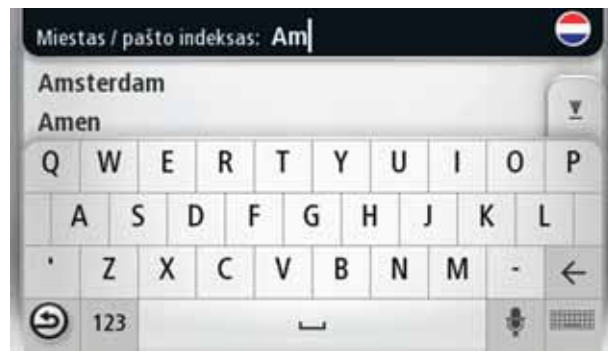 Miestas / pašto indeksas: Am
Amsterdam
Amen
Q W E R T Y U I O P
A S D F G H J K L
' Z X C V B N M -
123